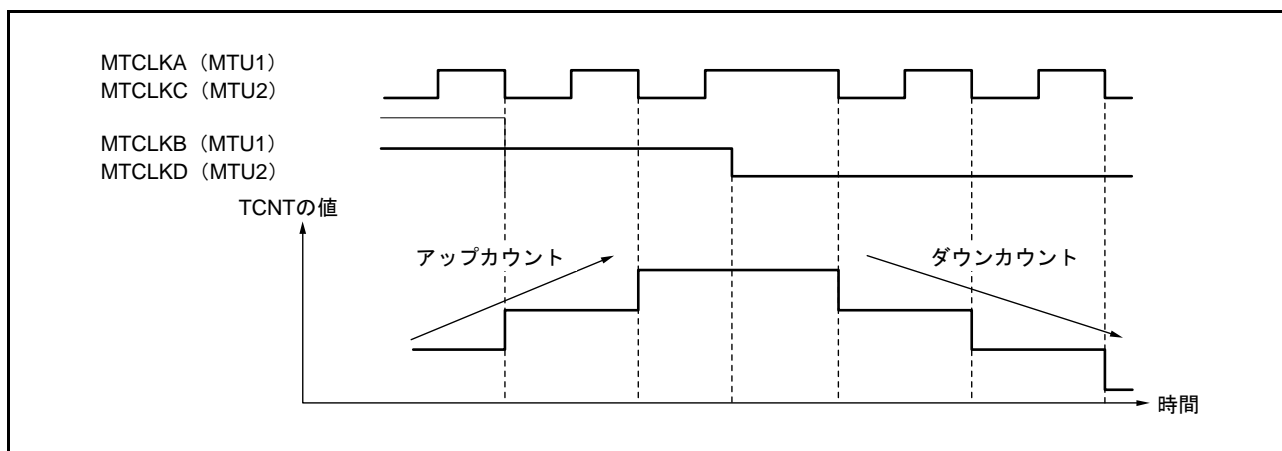 MTCLKA（MTU1）
MTCLKC（MTU2）
MTCLKB（MTU1）
MTCLKD（MTU2）
TCNTの値
アップカウント
ダウンカウント
時間